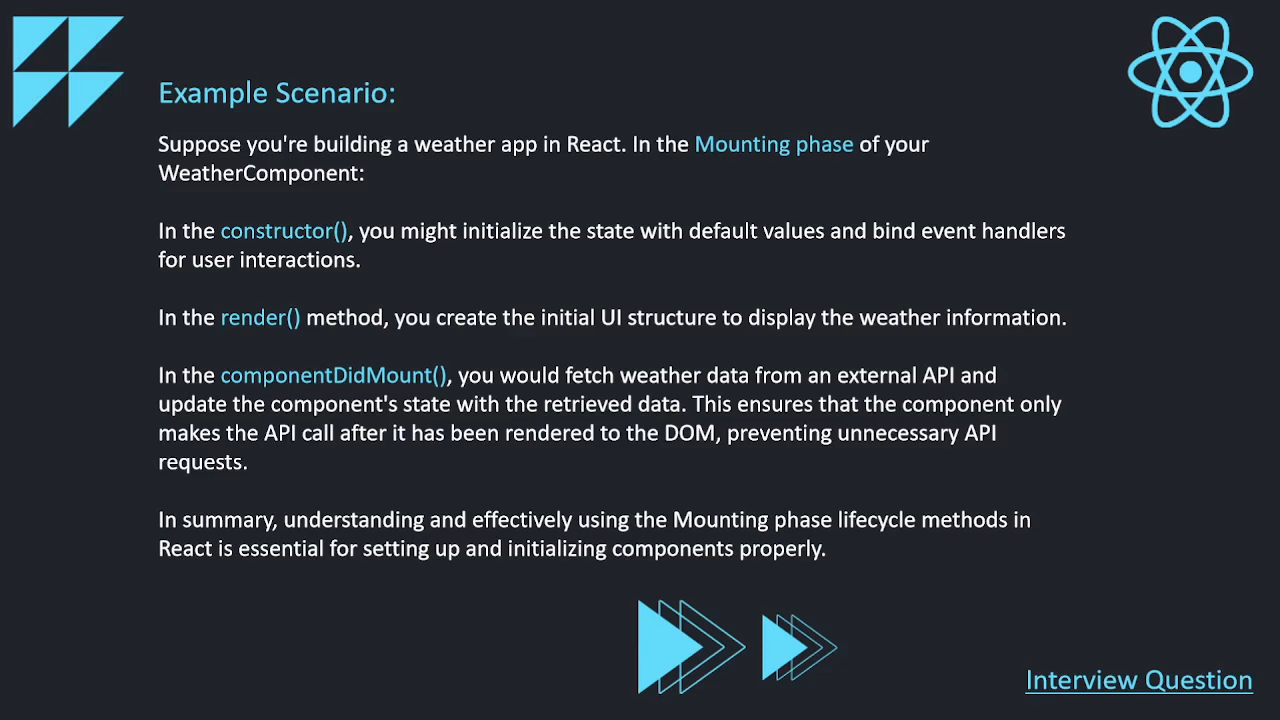 Example Scenario:
Suppose you're building a weather app in React. In the Mounting phase of your
WeatherComponent:
In the constructor(), you might initialize the state with default values and bind event handlers
for user interactions.
In the render() method, you create the initial UI structure to display the weather information.
In the componentDidMount(), you would fetch weather data from an external API and
update the component's state with the retrieved data. This ensures that the component only
makes the API call after it has been rendered to the DOM, preventing unnecessary API
requests.
In summary, understanding and effectively using the Mounting phase lifecycle methods in
React is essential for setting up and initializing components properly.
Interview Question